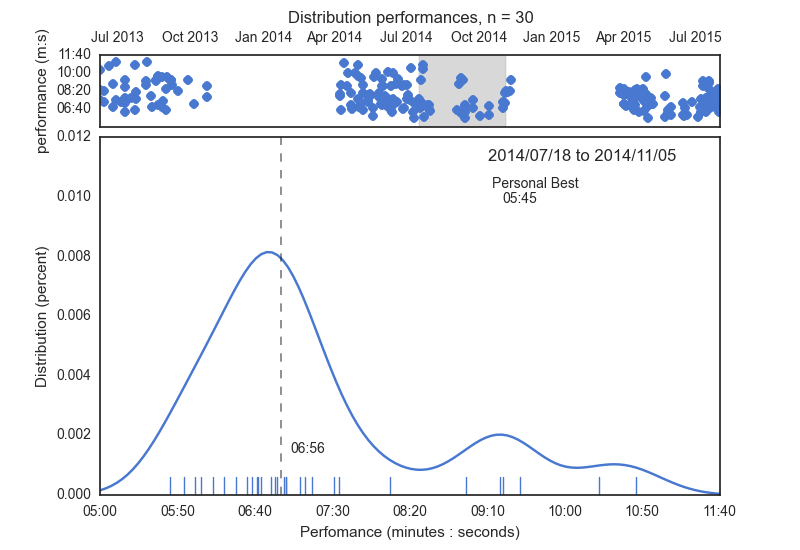 Distribution performances, n = 30
Jul 2013 Oct 2013 Jan 2014 Apr 2014 Jul 2014 Oct 2014 Jan 2015 Apr 2015 Jul 2015
performance (m:s)
11:40
10:00
08:20
06:40
Distribution (percent)
0.012
0.010
0.008
0.006
0.004
0.002
0.000
2014/07/18 to 2014/11/05
Personal Best
05:45
06:56
05:00 05:50 06:40 07:30 08:20 09:10 10:00 10:50 11:40
Perfomance (minutes : seconds)